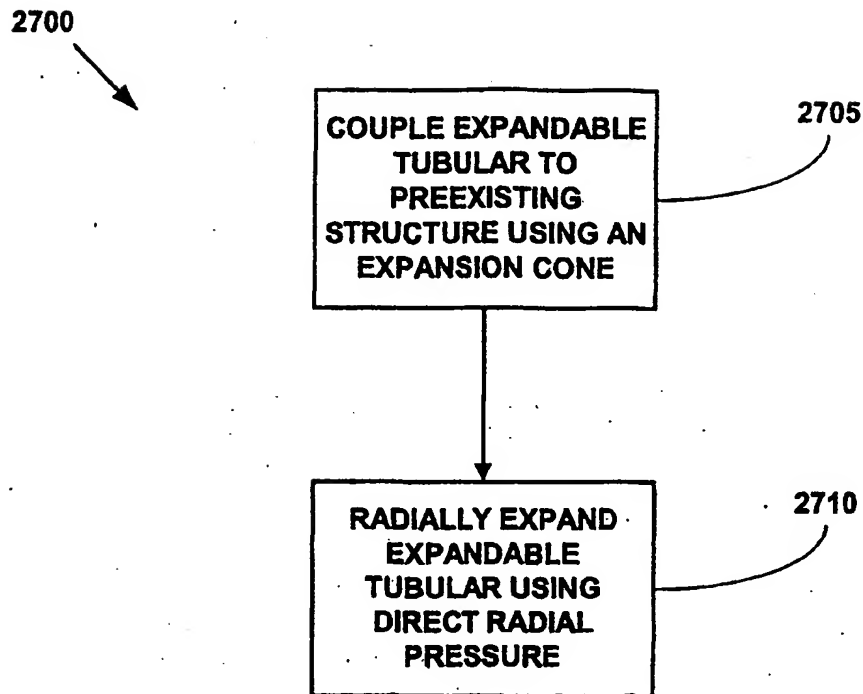 2700
COUPLE EXPANDABLE
TUBULAR TO
PREEXISTING
STRUCTURE USING AN
EXPANSION CONE
2705
RADIALLY EXPAND
EXPANDABLE
TUBULAR USING
DIRECT RADIAL
PRESSURE
2710